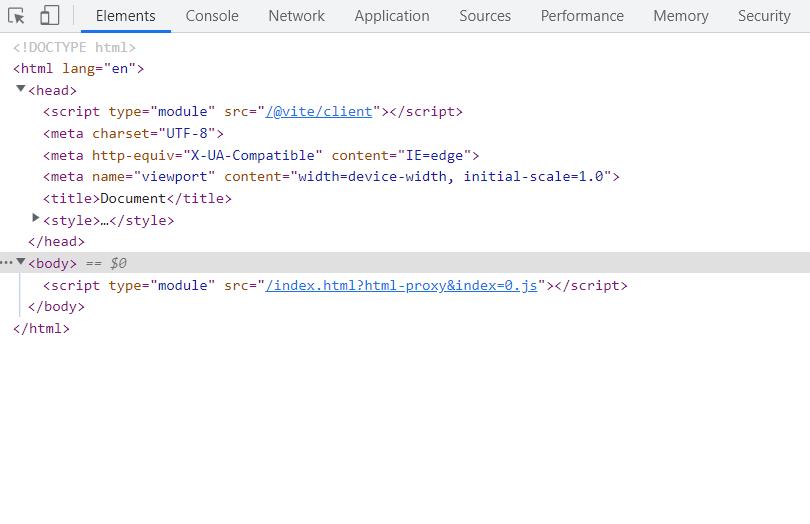 Elements Console Network Application Sources Performance Memory Security
<!DOCTYPE html>
<html lang="en">
<head>
<script type="module" src="/@vite/client"></script>
<meta charset="UTF-8">
<meta http-equiv="X-UA-Compatible" content="IE=edge">
<meta name="viewport" content="width=device-width, initial-scale=1.0">
<title>Document</title>
<style>…</style>
</head>
<body> == $0
<script type="module" src="/index.html?html-proxy&index=0.js"></script>
</body>
</html>